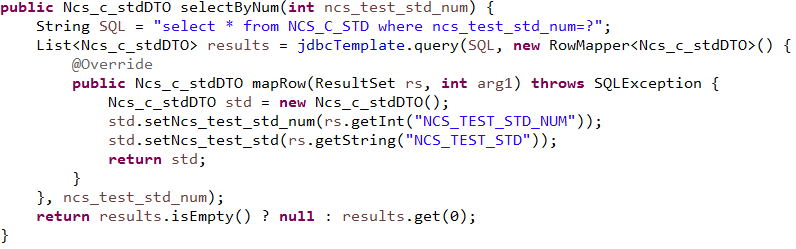 public Ncs_c_stdDTO selectByNum(int ncs_test_std_num) {
    String SQL = "select * from NCS_C_STD where ncs_test_std_num=?";
    List<Ncs_c_stdDTO> results = jdbcTemplate.query(SQL, new RowMapper<Ncs_c_stdDTO>() {
        @Override
        public Ncs_c_stdDTO mapRow(ResultSet rs, int arg1) throws SQLException {
            Ncs_c_stdDTO std = new Ncs_c_stdDTO();
            std.setNcs_test_std_num(rs.getInt("NCS_TEST_STD_NUM"));
            std.setNcs_test_std(rs.getString("NCS_TEST_STD"));
            return std;
        }
    }, ncs_test_std_num);
    return results.isEmpty() ? null : results.get(0);
}